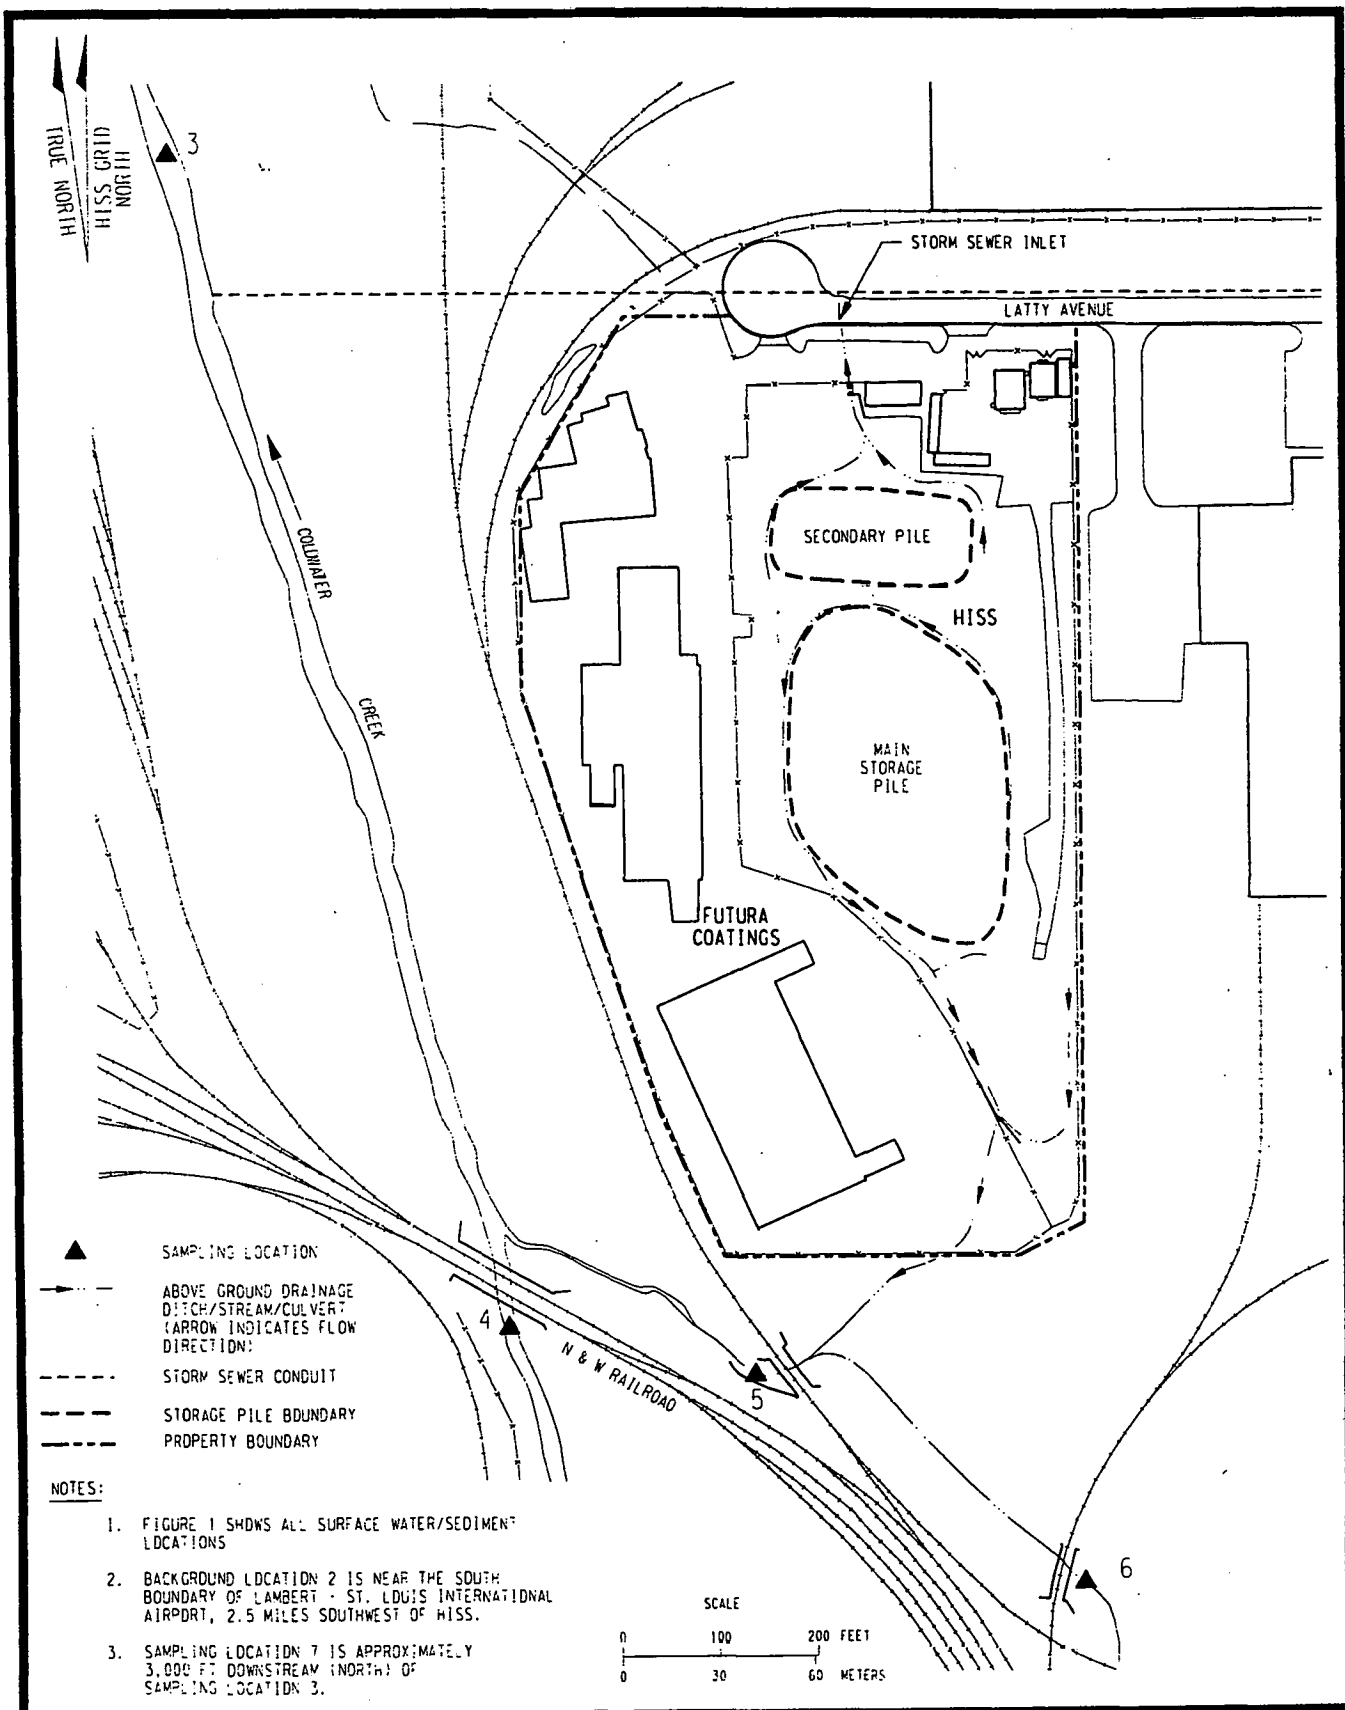 TRUE NORTH
HISS GRID
NORTH
3
STORM SEWER INLET
LATTY AVENUE
COLDWATER
CREEK
SECONDARY PILE
HISS
MAIN
STORAGE
PILE
FUTURA
COATINGS
4
N & W RAILROAD
5
6
SAMPLING LOCATION
ABOVE GROUND DRAINAGE
DITCH/STREAM/CULVERT
(ARROW INDICATES FLOW
DIRECTION)
STORM SEWER CONDUIT
STORAGE PILE BOUNDARY
PROPERTY BOUNDARY
NOTES:
1. FIGURE 1 SHOWS ALL SURFACE WATER/SEDIMENT
LOCATIONS
2. BACKGROUND LOCATION 2 IS NEAR THE SOUTH
BOUNDARY OF LAMBERT - ST. LOUIS INTERNATIONAL
AIRPORT, 2.5 MILES SOUTHWEST OF HISS.
3. SAMPLING LOCATION 7 IS APPROXIMATELY
3,000 FT DOWNSTREAM (NORTH) OF
SAMPLING LOCATION 3.
SCALE
0 100 200 FEET
0 30 60 METERS